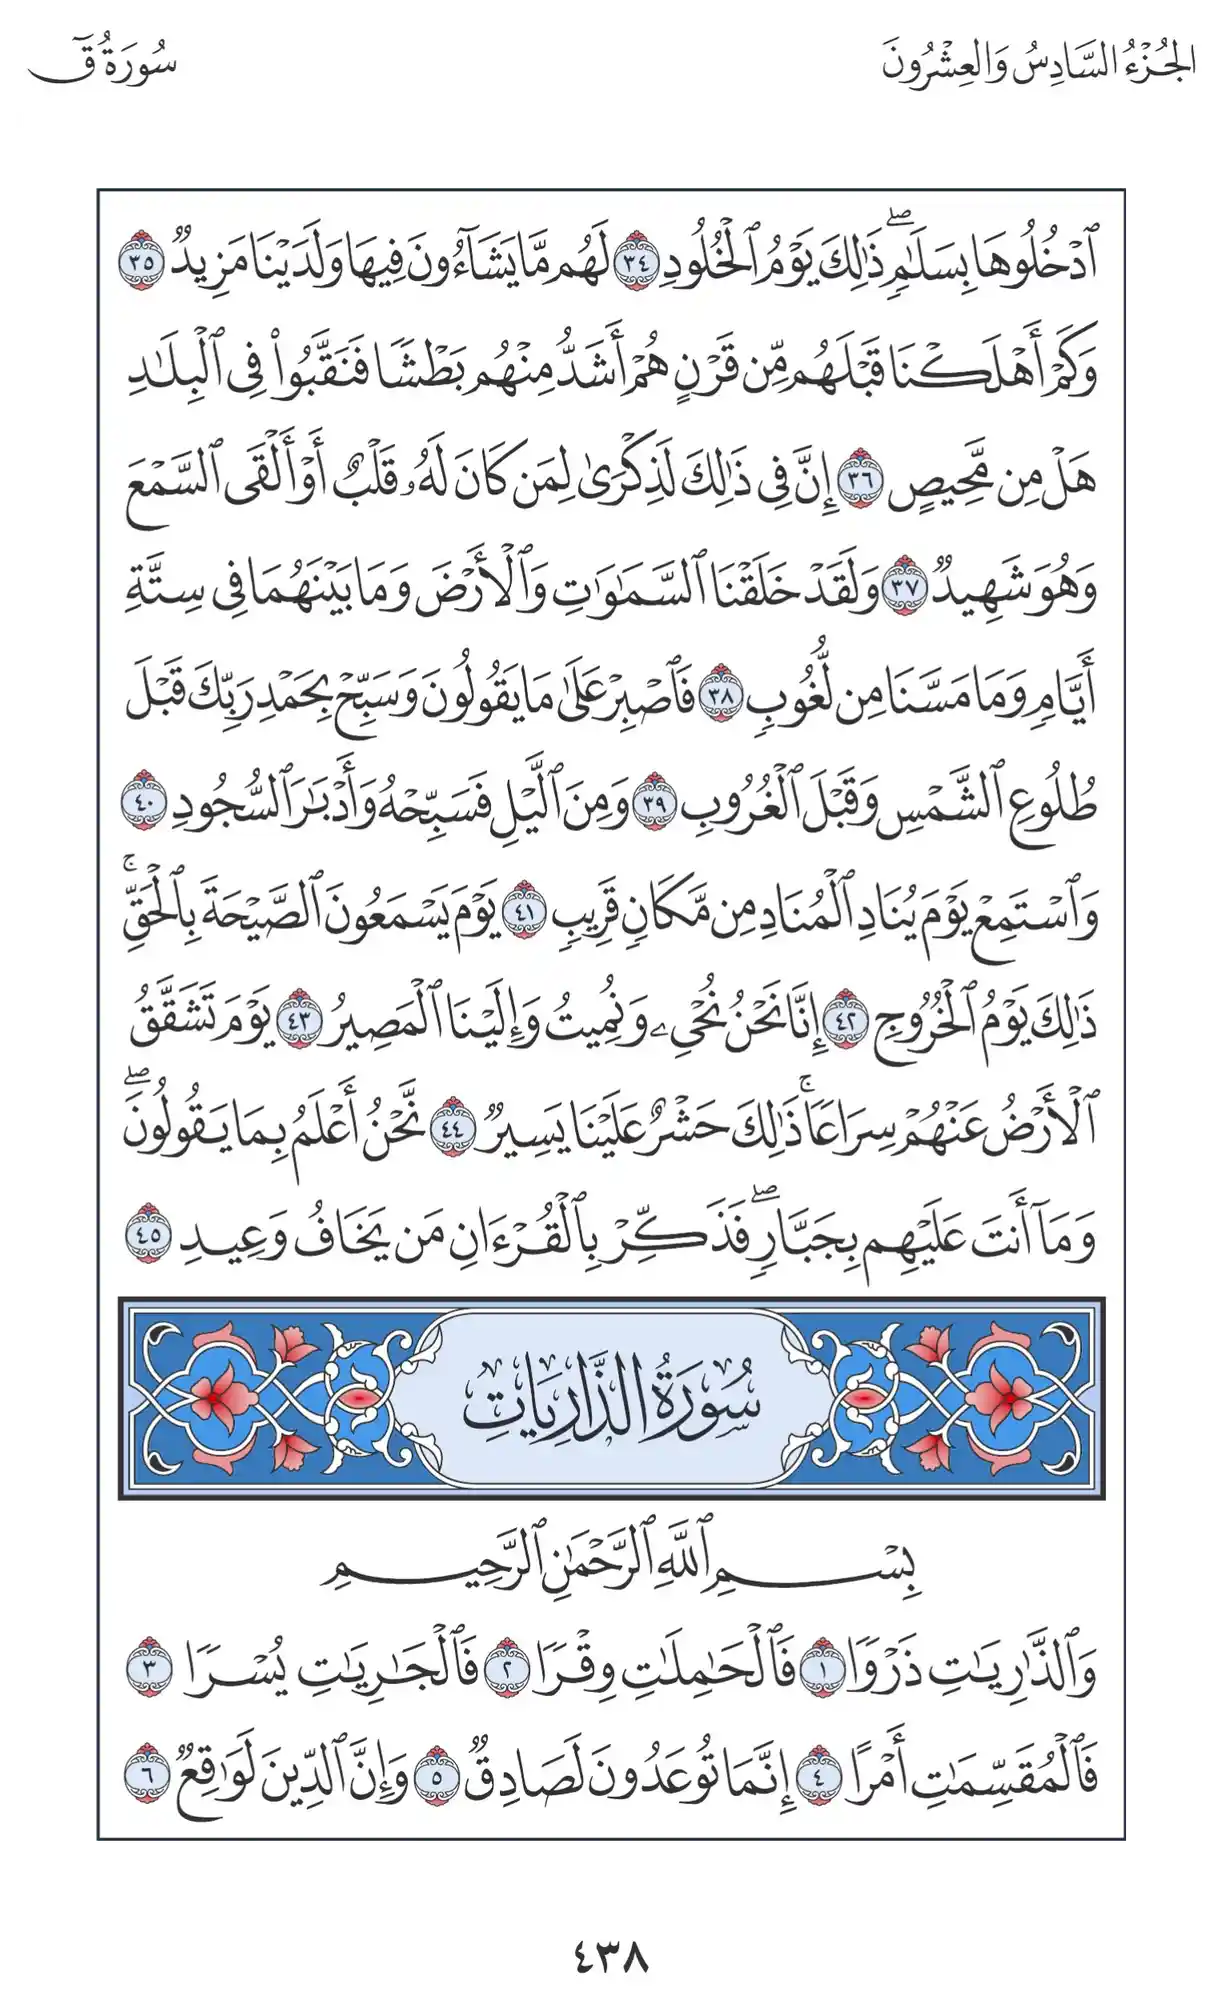 الجُزْءُ السَّادِسُ وَالعِشْرُونَ
سُورَةُ قٓ
ٱدْخُلُوهَا بِسَلَٰمٖۖ ذَٰلِكَ يَوْمُ ٱلْخُلُودِ ٣٤ لَهُم مَّا يَشَآءُونَ فِيهَا وَلَدَيْنَا مَزِيدٞ ٣٥
وَكَمْ أَهْلَكْنَا قَبْلَهُم مِّن قَرْنٍ هُمْ أَشَدُّ مِنْهُم بَطْشٗا فَنَقَّبُوا۟ فِى ٱلْبِلَٰدِ
هَلْ مِن مَّحِيصٍ ٣٦ إِنَّ فِى ذَٰلِكَ لَذِكْرَىٰ لِمَن كَانَ لَهُۥ قَلْبٌ أَوْ أَلْقَى ٱلسَّمْعَ
وَهُوَ شَهِيدٞ ٣٧ وَلَقَدْ خَلَقْنَا ٱلسَّمَٰوَٰتِ وَٱلْأَرْضَ وَمَا بَيْنَهُمَا فِى سِتَّةِ
أَيَّامٖ وَمَا مَسَّنَا مِن لُّغُوبٖ ٣٨ فَٱصْبِرْ عَلَىٰ مَا يَقُولُونَ وَسَبِّحْ بِحَمْدِ رَبِّكَ قَبْلَ
طُلُوعِ ٱلشَّمْسِ وَقَبْلَ ٱلْغُرُوبِ ٣٩ وَمِنَ ٱلَّيْلِ فَسَبِّحْهُ وَأَدْبَٰرَ ٱلسُّجُودِ ٤٠
وَٱسْتَمِعْ يَوْمَ يُنَادِ ٱلْمُنَادِ مِن مَّكَانٖ قَرِيبٖ ٤١ يَوْمَ يَسْمَعُونَ ٱلصَّيْحَةَ بِٱلْحَقِّۚ
ذَٰلِكَ يَوْمُ ٱلْخُرُوجِ ٤٢ إِنَّا نَحْنُ نُحْىِۦ وَنُمِيتُ وَإِلَيْنَا ٱلْمَصِيرُ ٤٣ يَوْمَ تَشَقَّقُ
ٱلْأَرْضُ عَنْهُمْ سِرَاعٗاۚ ذَٰلِكَ حَشْرٌ عَلَيْنَا يَسِيرٞ ٤٤ نَّحْنُ أَعْلَمُ بِمَا يَقُولُونَۖ
وَمَآ أَنتَ عَلَيْهِم بِجَبَّارٖۖ فَذَكِّرْ بِٱلْقُرْءَانِ مَن يَخَافُ وَعِيدِ ٤٥
سُورَةُ الذَّارِيَاتِ
بِسْمِ ٱللَّهِ ٱلرَّحْمَٰنِ ٱلرَّحِيمِ
وَٱلذَّٰرِيَٰتِ ذَرْوٗا ١ فَٱلْحَٰمِلَٰتِ وِقْرٗا ٢ فَٱلْجَٰرِيَٰتِ يُسْرٗا ٣
فَٱلْمُقَسِّمَٰتِ أَمْرًا ٤ إِنَّمَا تُوعَدُونَ لَصَادِقٞ ٥ وَإِنَّ ٱلدِّينَ لَوَٰقِعٞ ٦
٤٣٨